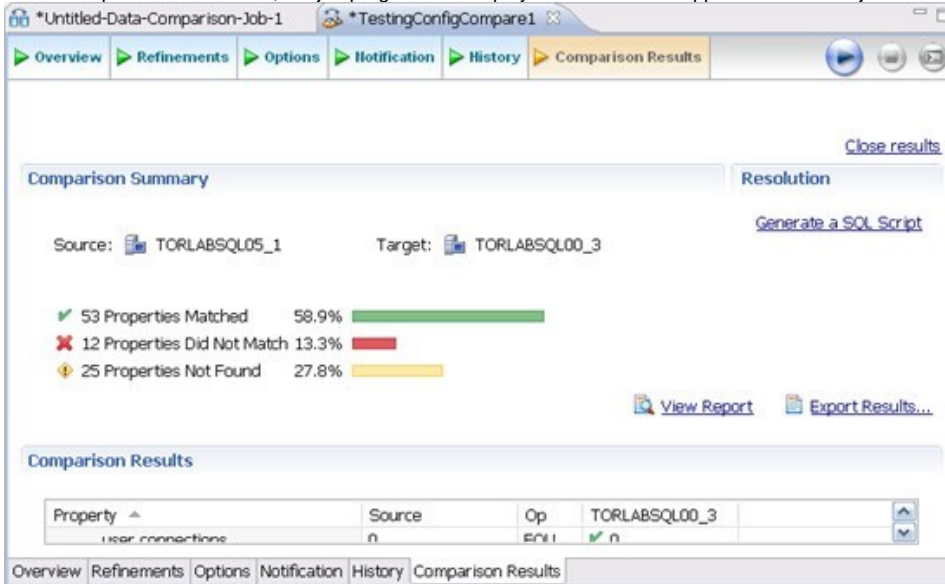 *Untitled-Data-Comparison-Job-1 *TestingConfigCompare1
Overview Refinements Options Notification History Comparison Results
Close results
Comparison Summary Resolution
Generate a SQL Script
Source: TORLABSQL05_1 Target: TORLABSQL00_3
53 Properties Matched 58.9%
12 Properties Did Not Match 13.3%
25 Properties Not Found 27.8%
View Report Export Results...
Comparison Results
Property Source Op TORLABSQL00_3
user connections 0 EQU 0
Overview Refinements Options Notification History Comparison Results